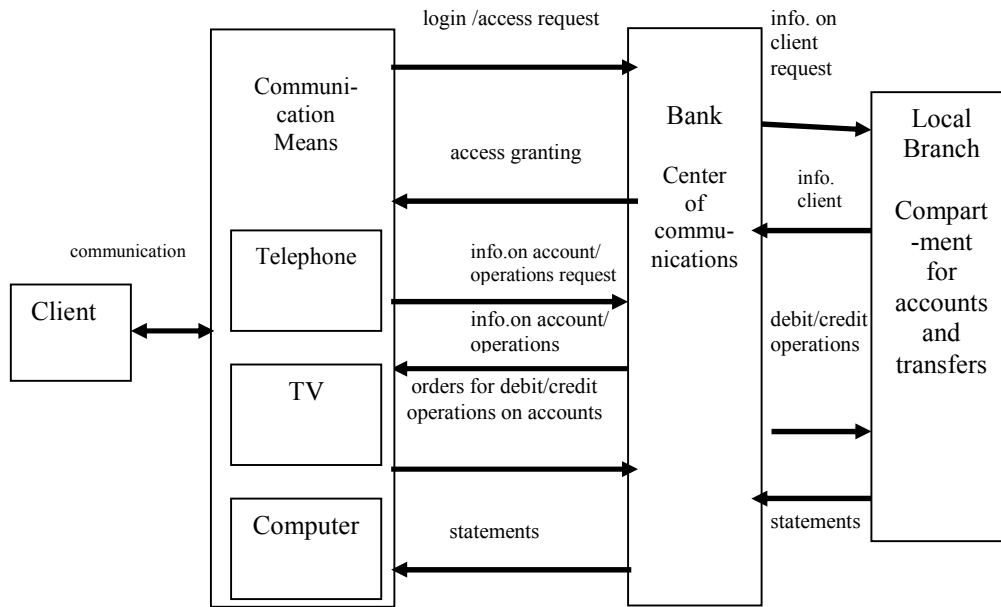 login /access request
info. on
client
request
Communi-
cation
Means
Bank
Local
Branch
access granting
Center
of
commu-
nications
info.
client
Compart
-ment
for
accounts
and
transfers
communication
Telephone
info.on account/
operations request
Client
info.on account/
operations
debit/credit
operations
TV
orders for debit/credit
operations on accounts
Computer
statements
statements